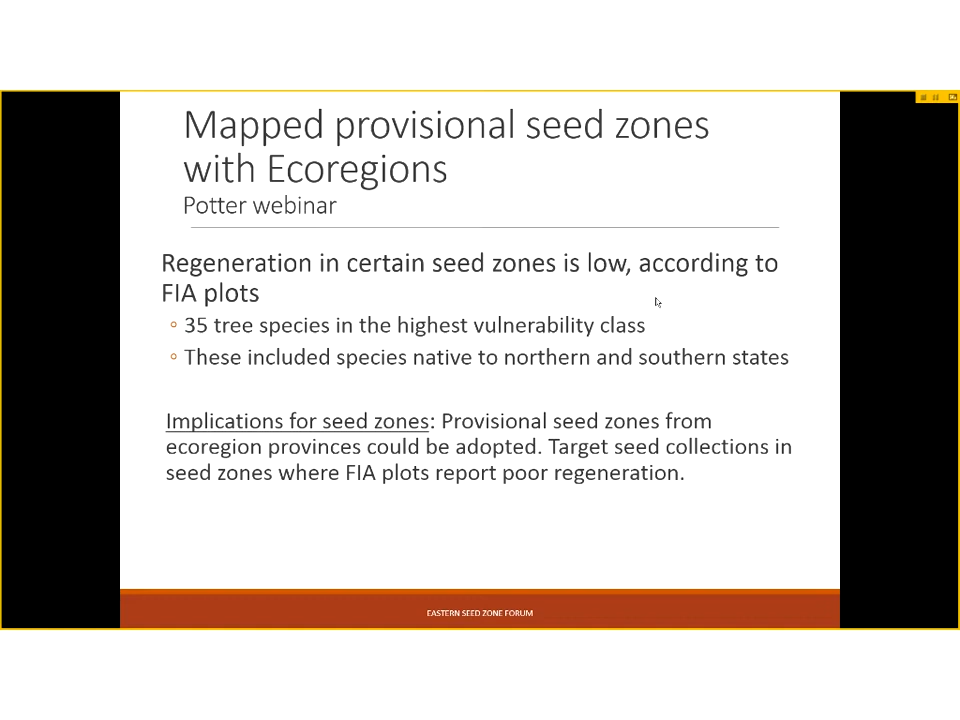 Mapped provisional seed zones
with Ecoregions
Potter webinar
Regeneration in certain seed zones is low, according to
FIA plots
◦ 35 tree species in the highest vulnerability class
◦ These included species native to northern and southern states
Implications for seed zones: Provisional seed zones from
ecoregion provinces could be adopted. Target seed collections in
seed zones where FIA plots report poor regeneration.
EASTERN SEED ZONE FORUM